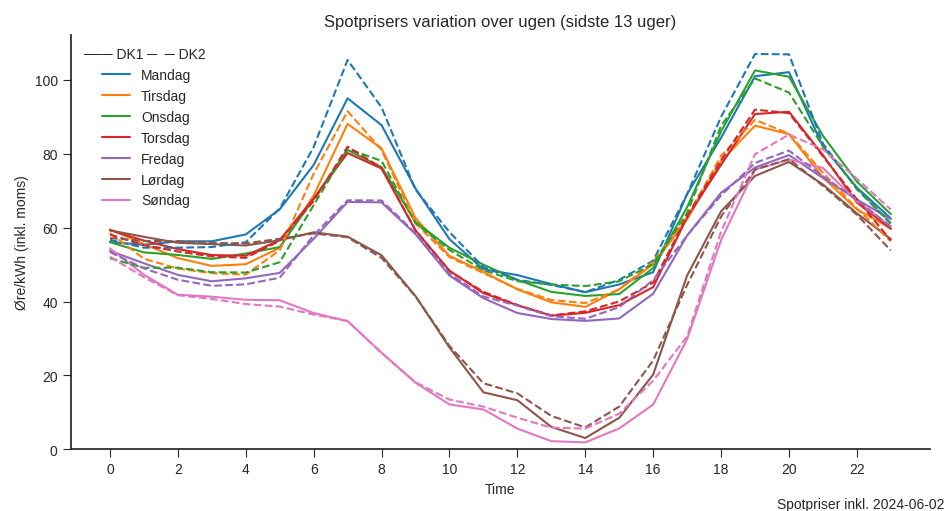 Spotprisers variation over ugen (sidste 13 uger)
DK1 DK2
Mandag
Tirsdag
Onsdag
Torsdag
Fredag
Lørdag
Søndag
Øre/kWh (inkl. moms)
100
80
60
40
20
0
0 2 4 6 8 10 12 14 16 18 20 22
Time
Spotpriser inkl. 2024-06-02